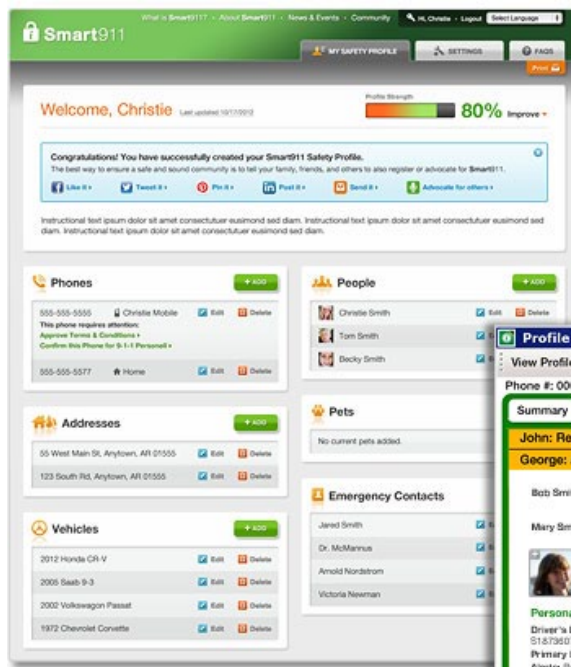 What is Smart911? • About Smart911 • News & Events • Community
Hi, Christie • Logout
Select Language
Smart911
MY SAFETY PROFILE
SETTINGS
FAQS
Print
Welcome, Christie
Last updated: 10/17/2012
Profile Strength
80%
Improve
Congratulations! You have successfully created your Smart911 Safety Profile.
The best way to ensure a safe and sound community is to tell your family, friends, and others to also register or advocate for Smart911.
Like it
Tweet it
Pin it
Post it
Send it
Advocate for others
Instructional text ipsum dolor sit amet consectutuer euismond sed diam. Instructional text ipsum dolor sit amet consectutuer euismond sed
diam. Instructional text ipsum dolor sit amet consectutuer euismond sed diam.
Phones
+ ADD
555-555-5555 Christie Mobile Edit Delete
This phone requires attention:
Approve Terms & Conditions
Confirm this Phone for 9-1-1 Personell
555-555-5577 Home Edit Delete
Addresses
+ ADD
55 West Main St, Anytown, AR 01555 Edit Delete
123 South Rd, Anytown, AR 01555 Edit Delete
Vehicles
+ ADD
2012 Honda CR-V Edit Delete
2005 Saab 9-3 Edit Delete
2002 Volkswagon Passat Edit Delete
1972 Chevrolet Corvette Edit Delete
People
+ ADD
Christie Smith Edit Delete
Tom Smith
Becky Smith
Pets
No current pets added.
Emergency Contacts
Jared Smith
Dr. McMannus
Arnold Nordstrom
Victoria Newman
Profile
View Profile
Phone #:
Summary
John:
George:
Bob
Mary
Driver's
Primary